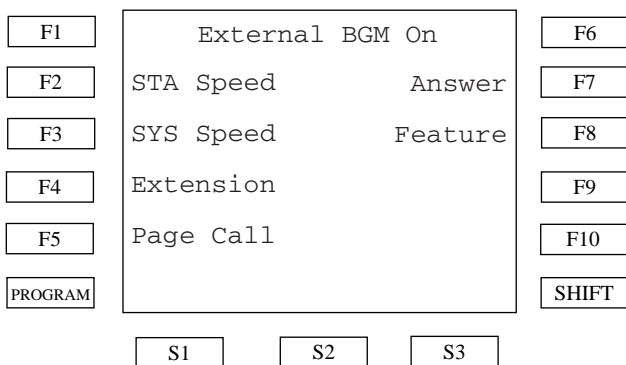 F1 External BGM On F6
F2 STA Speed Answer F7
F3 SYS Speed Feature F8
F4 Extension F9
F5 Page Call F10
PROGRAM SHIFT
S1 S2 S3